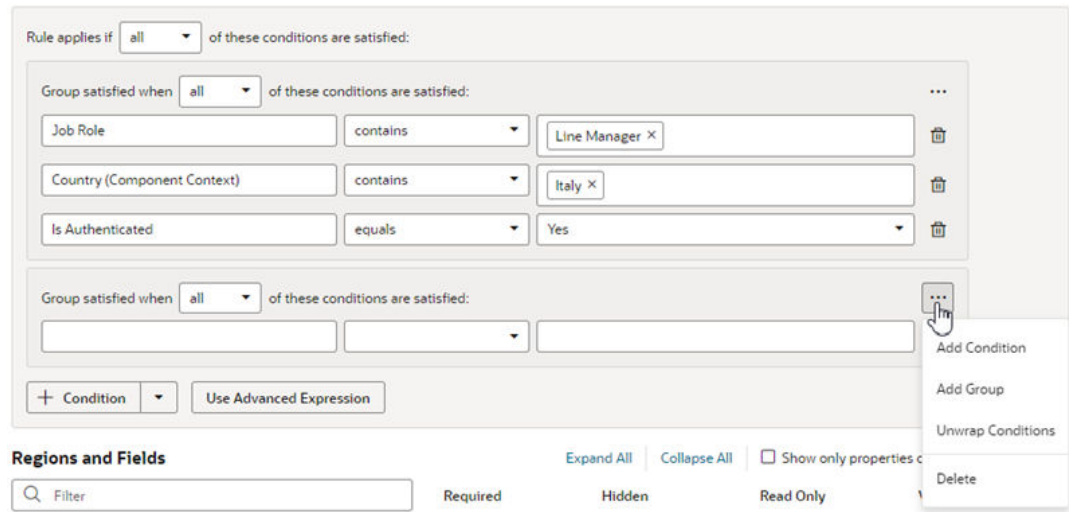 Rule applies if all of these conditions are satisfied:
Group satisfied when all of these conditions are satisfied: ...
Job Role contains Line Manager ×
Country (Component Context) contains Italy ×
Is Authenticated equals Yes
Group satisfied when all of these conditions are satisfied: ...
Add Condition
Add Group
Unwrap Conditions
Delete
+ Condition Use Advanced Expression
Regions and Fields Expand All Collapse All Show only properties
Filter Required Hidden Read Only